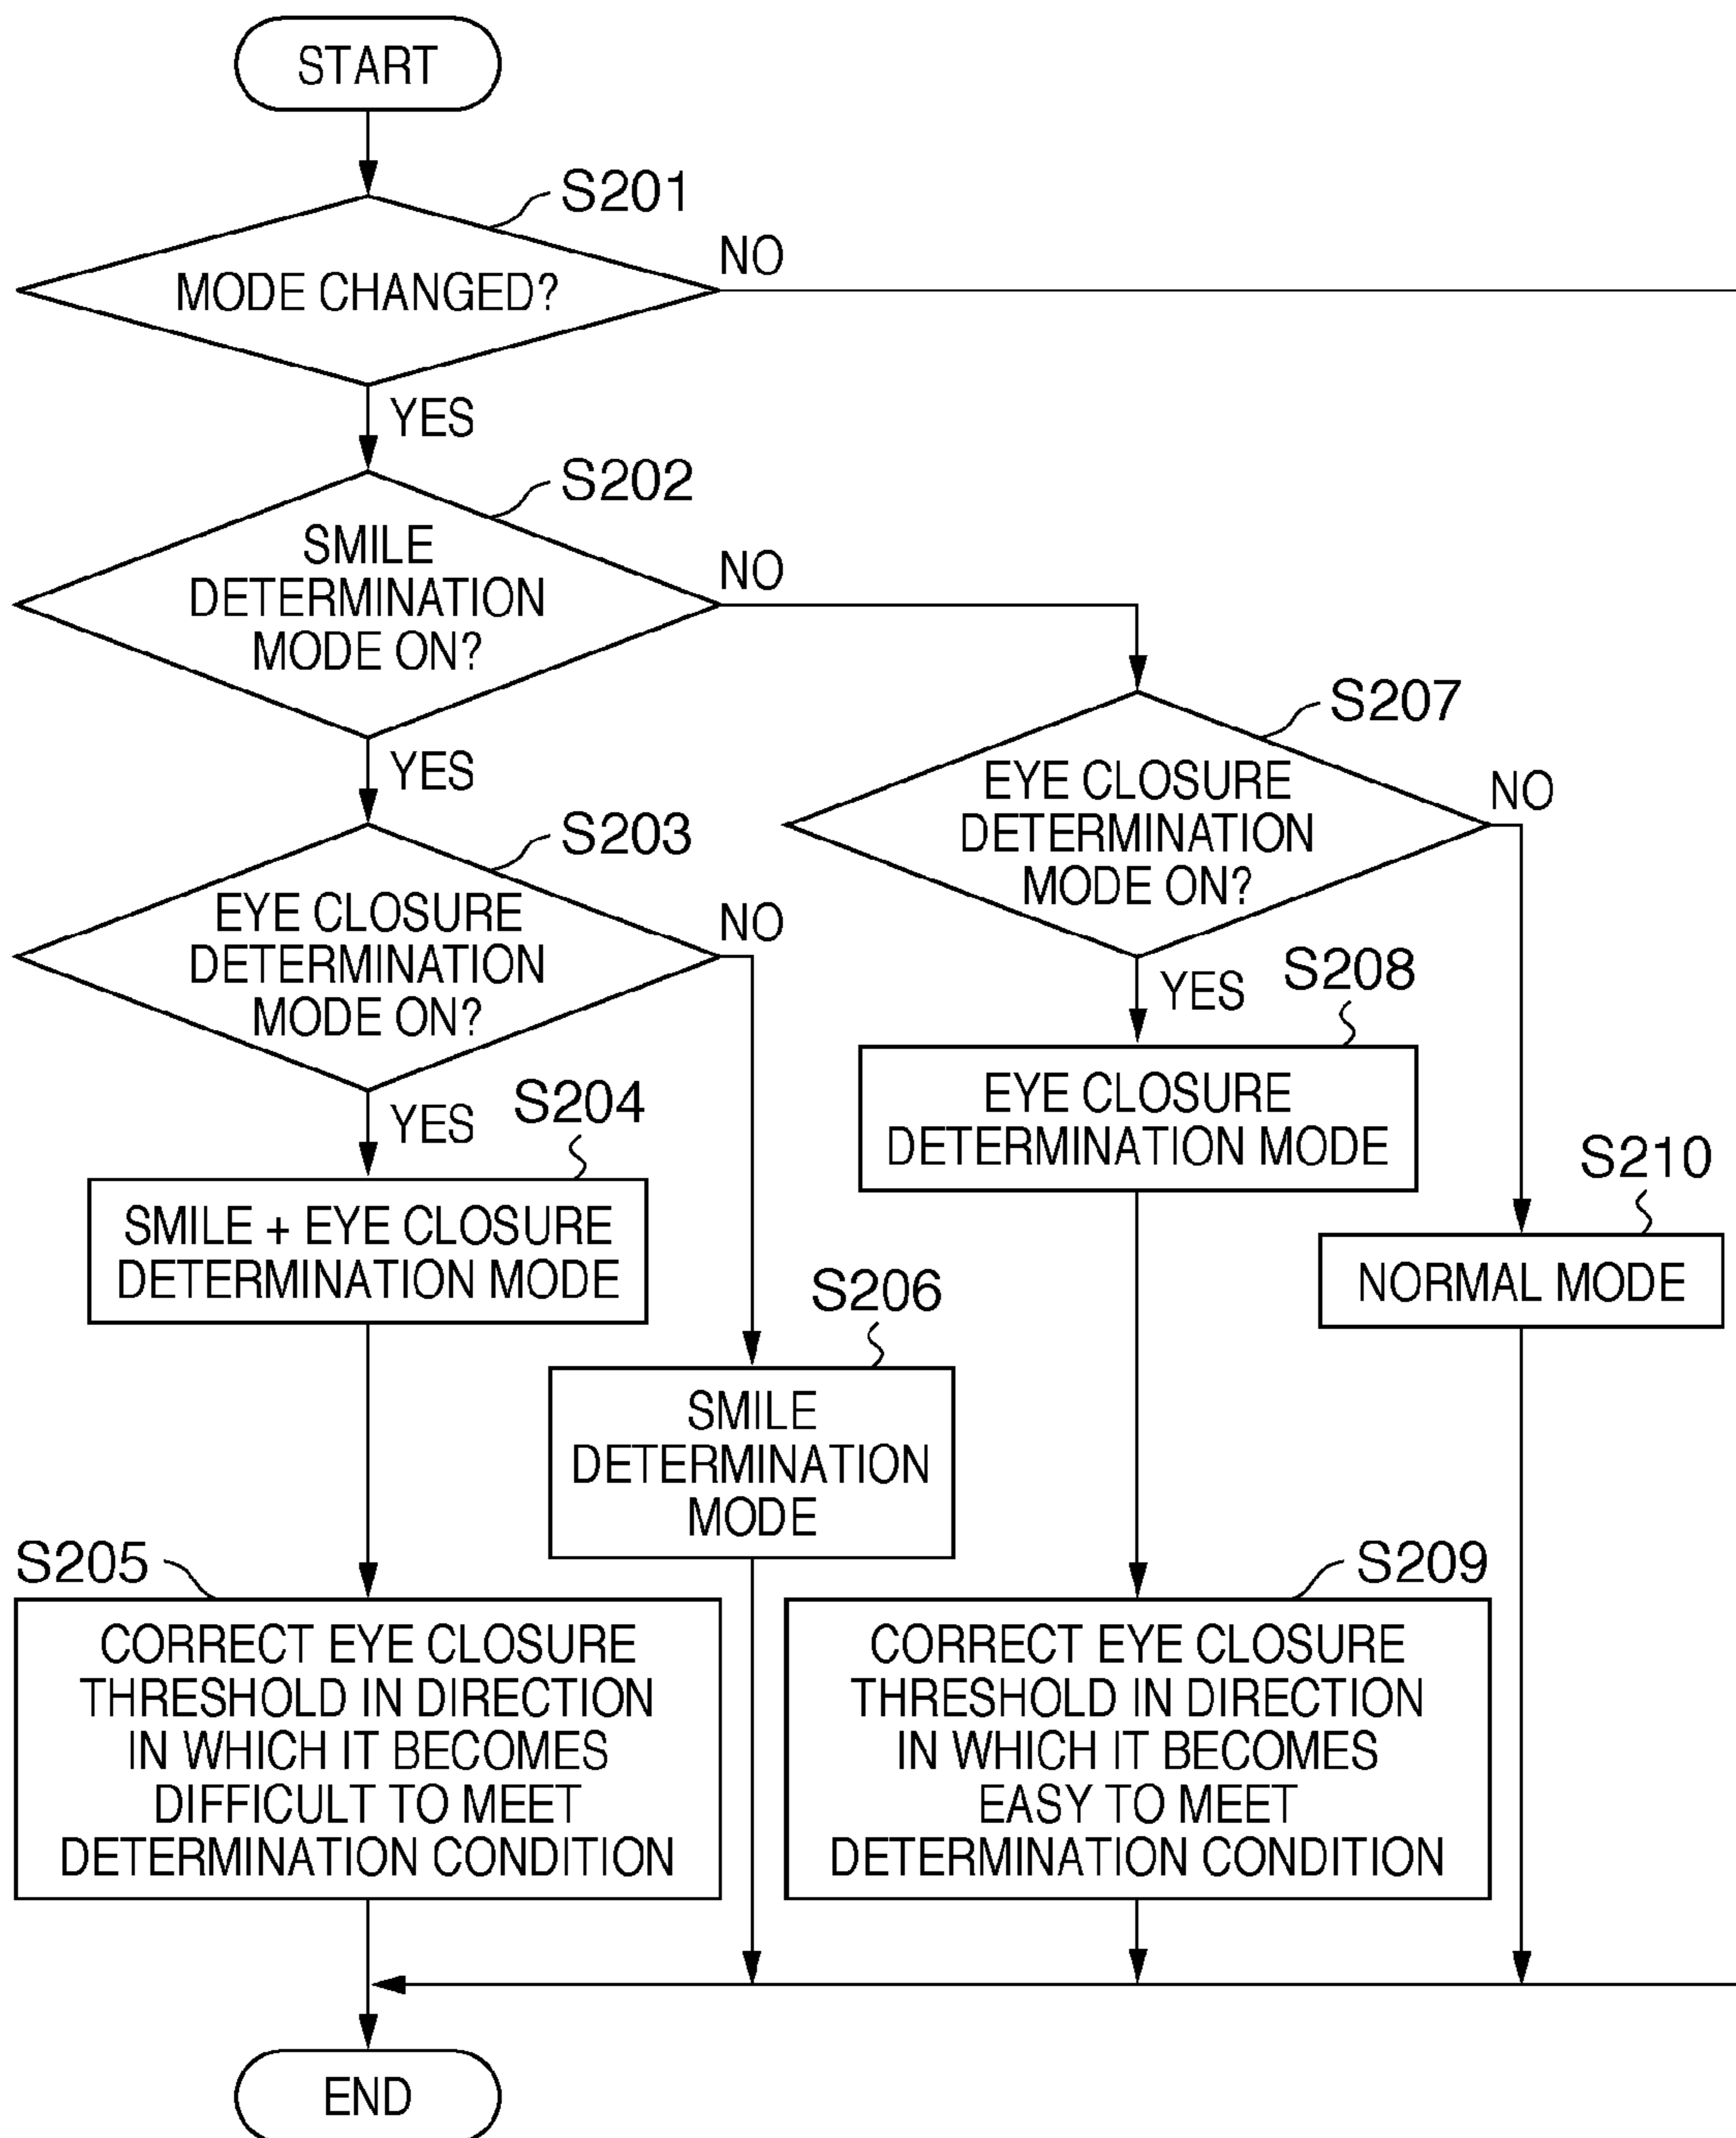 START
S201
MODE CHANGED?
NO
YES
S202
SMILE
DETERMINATION
MODE ON?
NO
YES
S207
EYE CLOSURE
DETERMINATION
MODE ON?
NO
YES
S203
EYE CLOSURE
DETERMINATION
MODE ON?
NO
YES
S204
SMILE + EYE CLOSURE
DETERMINATION MODE
S208
EYE CLOSURE
DETERMINATION MODE
S210
NORMAL MODE
S206
SMILE
DETERMINATION
MODE
S205
CORRECT EYE CLOSURE
THRESHOLD IN DIRECTION
IN WHICH IT BECOMES
DIFFICULT TO MEET
DETERMINATION CONDITION
S209
CORRECT EYE CLOSURE
THRESHOLD IN DIRECTION
IN WHICH IT BECOMES
EASY TO MEET
DETERMINATION CONDITION
END